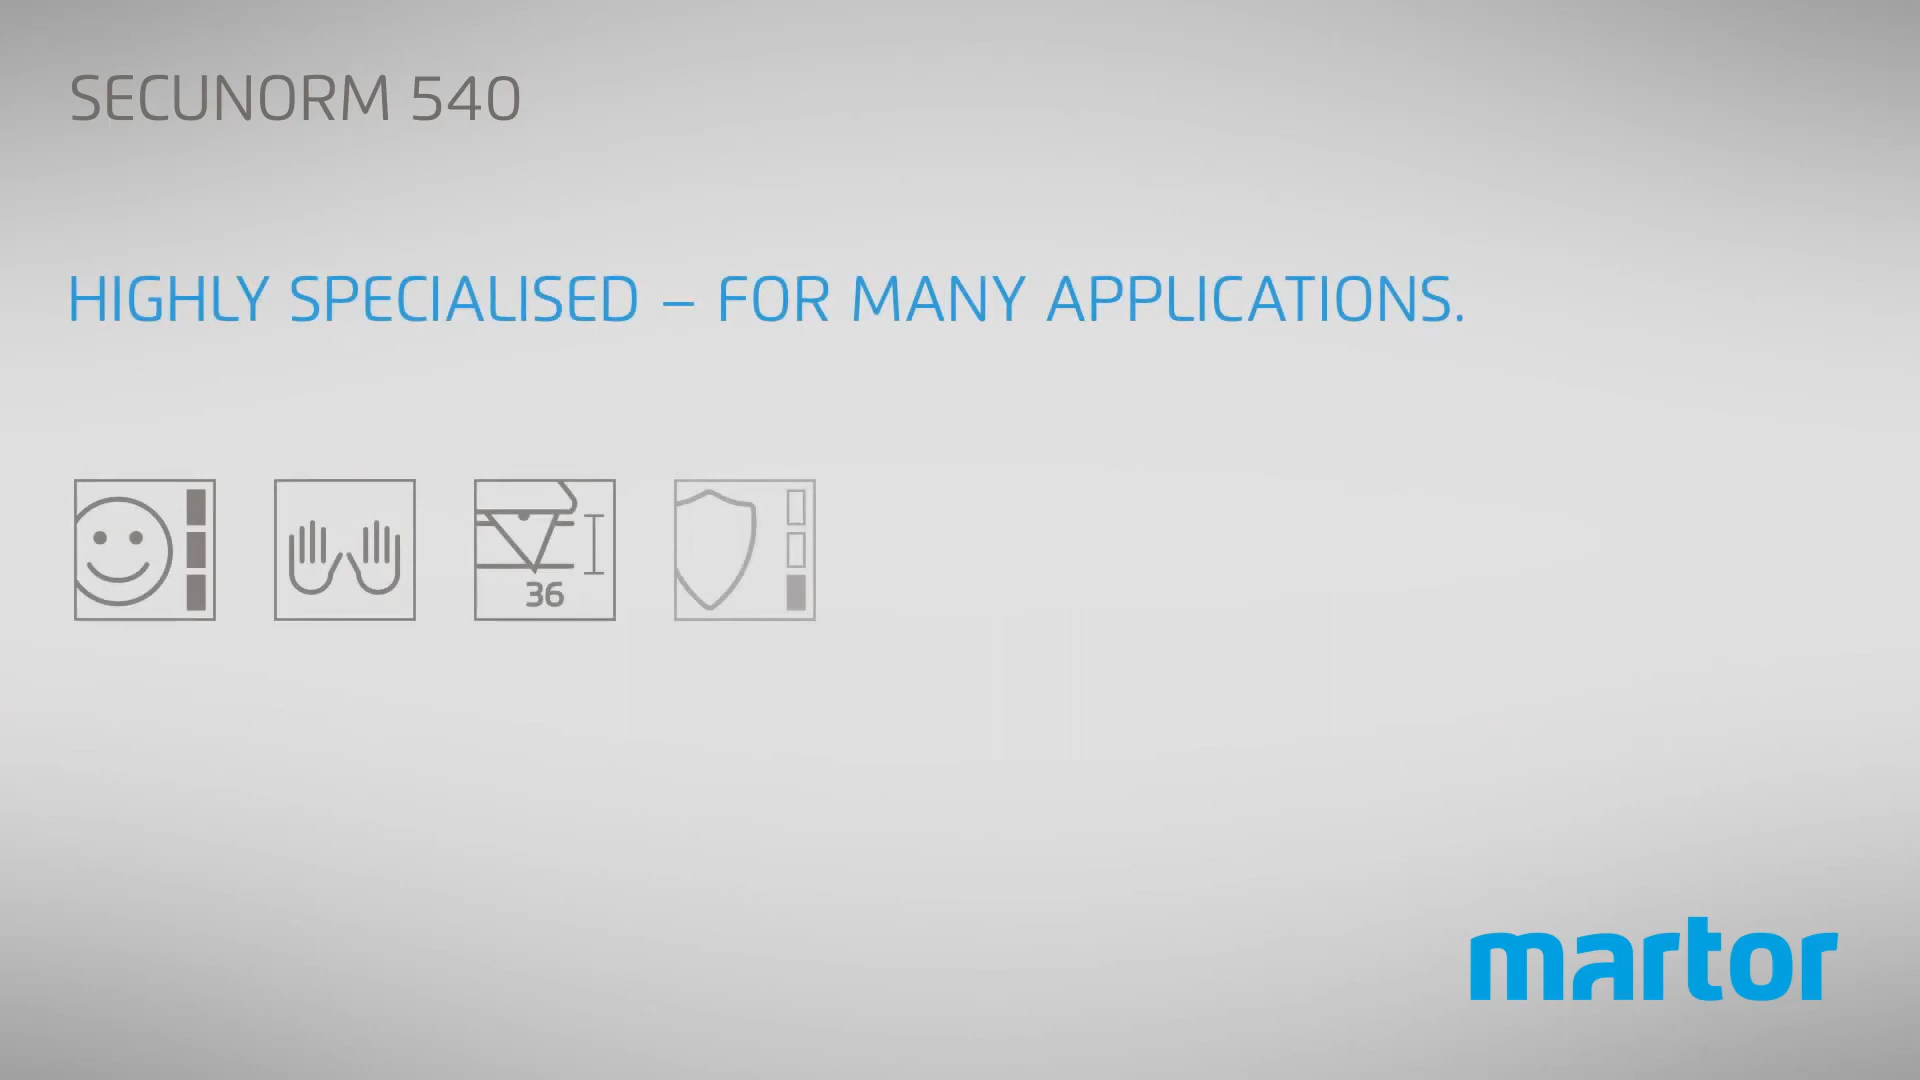 SECUNORM 540
HIGHLY SPECIALISED – FOR MANY APPLICATIONS.
36
martor